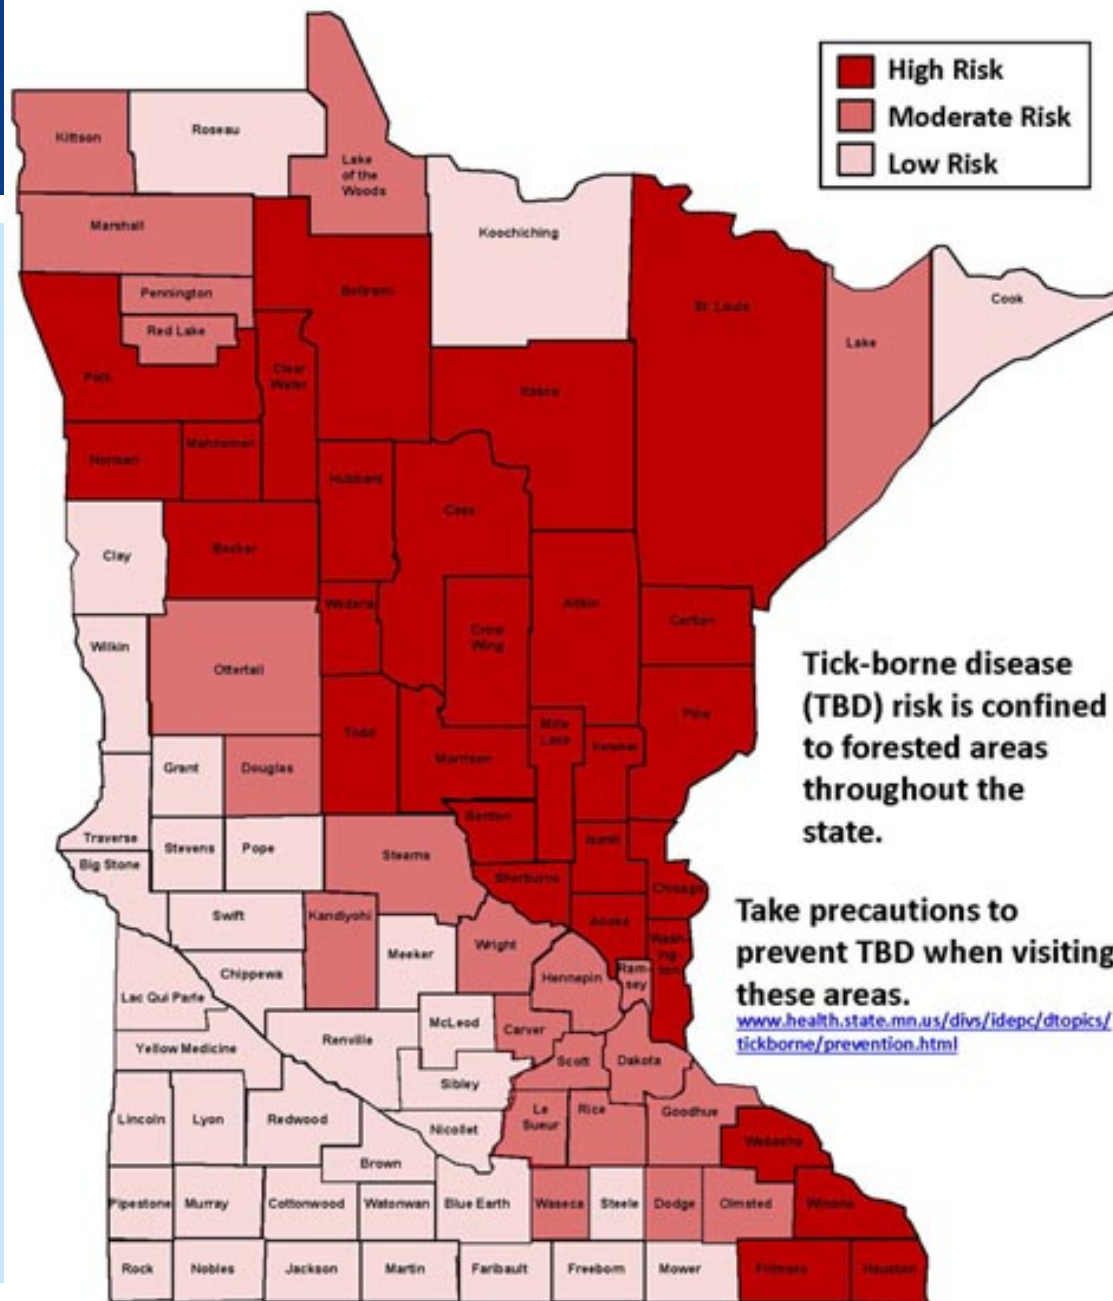 High Risk
Moderate Risk
Low Risk
Kittson
Roseau
Lake
of the
Woods
Marshall
Koochiching
Pennington
Beltrami
St. Louis
Cook
Red Lake
Lake
Polk
Clear
Water
Itasca
Norman
Mahnomen
Hubbard
Cass
Clay
Becker
Wadena
Aitkin
Crow
Wing
Carlton
Wilkin
Ottertail
Tick-borne disease
(TBD) risk is confined
to forested areas
throughout the
state.
Todd
Mille
Lacs
Pine
Grant
Douglas
Morrison
Kanabec
Benton
Traverse
Big Stone
Stevens
Pope
Stearns
Isanti
Sherburne
Chisago
Swift
Kandiyohi
Meeker
Wright
Anoka
Wash-
ing-
ton
Take precautions to
prevent TBD when visiting
these areas.
www.health.state.mn.us/divs/idepc/dtopics/
tickborne/prevention.html
Chippewa
Hennepin
Ram-
sey
Lac Qui Parle
McLeod
Carver
Yellow Medicine
Renville
Scott
Dakota
Sibley
Lincoln
Lyon
Redwood
Nicollet
Le
Sueur
Rice
Goodhue
Wabasha
Brown
Pipestone
Murray
Cottonwood
Watonwan
Blue Earth
Waseca
Steele
Dodge
Olmsted
Winona
Rock
Nobles
Jackson
Martin
Faribault
Freeborn
Mower
Fillmore
Houston